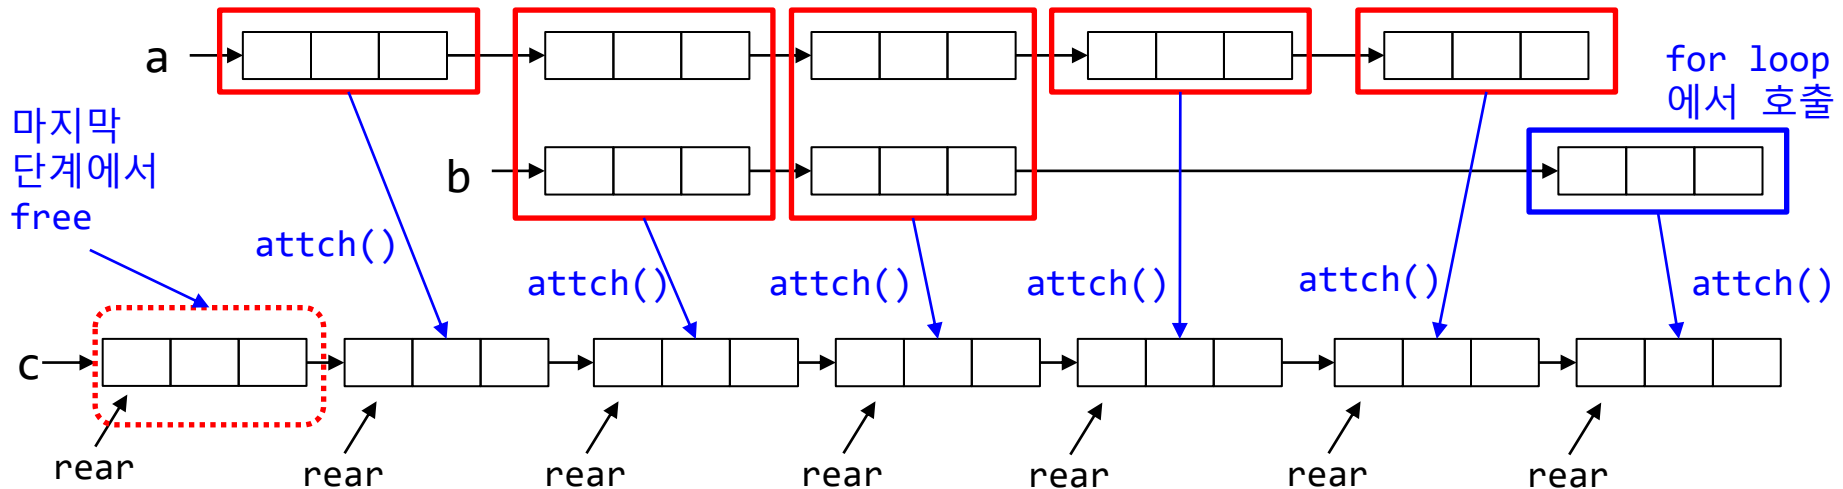 a
for loop
에서 호출
마지막
단계에서
free
b
attch()
attch()
attch()
attch()
attch()
attch()
c
rear
rear
rear
rear
rear
rear
rear